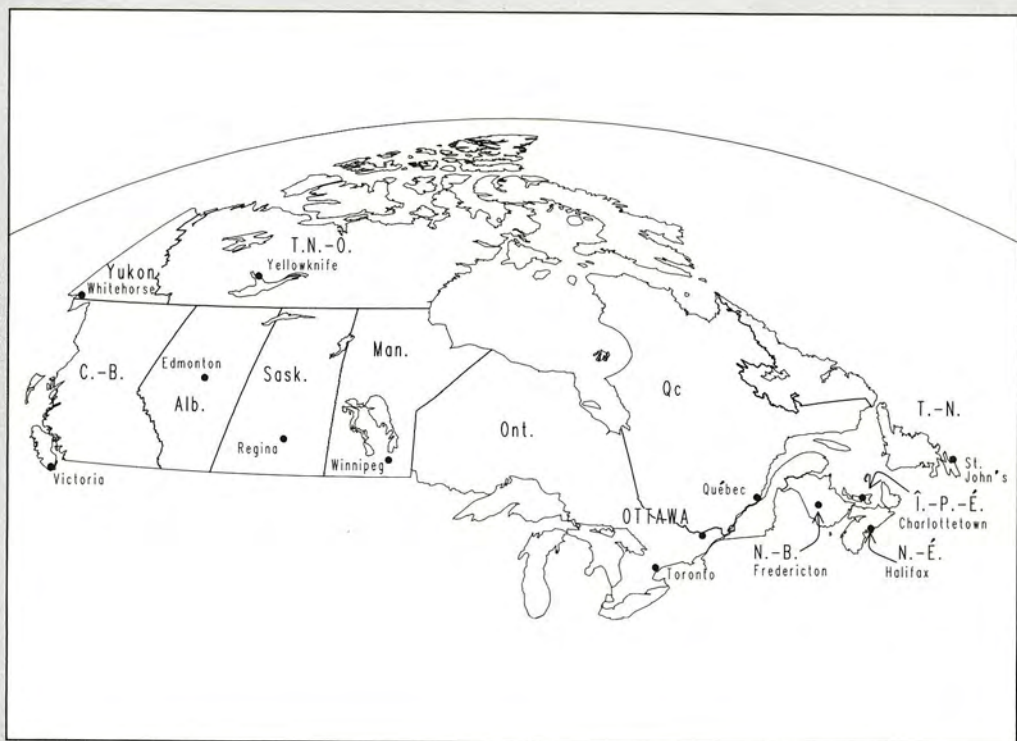 T.N.-O.
Yellowknife
Yukon
Whitehorse
C.-B.
Victoria
Edmonton
Alb.
Sask.
Regina
Man.
Winnipeg
Ont.
Toronto
OTTAWA
Qc
Québec
T.-N.
St.
John's
Î.-P.-É.
Charlottetown
N.-B.
Fredericton
N.-É.
Halifax